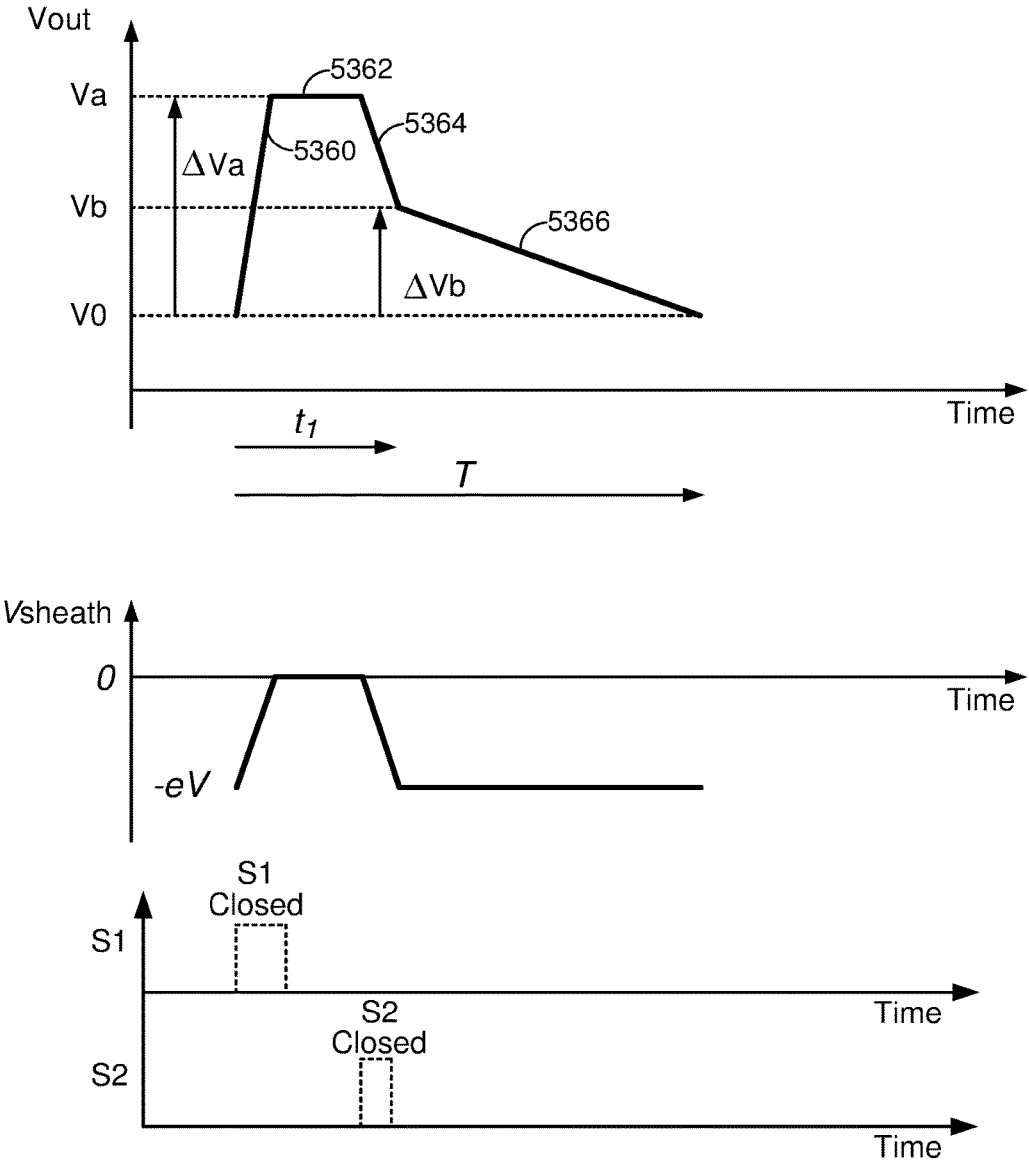 Vout
5362
Va
5364
5360
ΔVa
Vb
5366
ΔVb
V0
Time
t1
T
Vsheath
0
Time
-eV
S1
Closed
S1
Time
S2
Closed
S2
Time